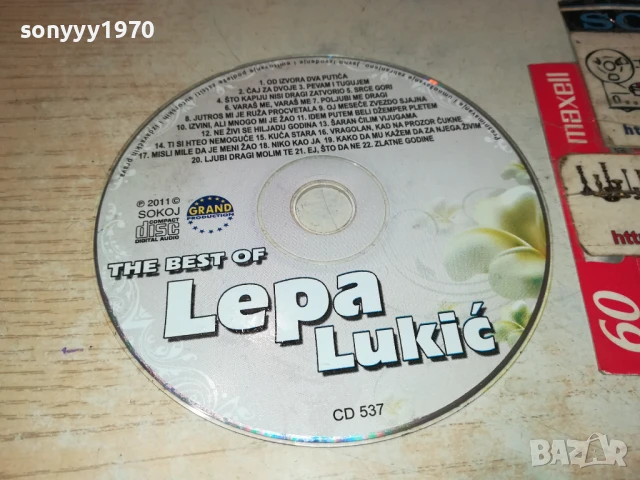 sonyyy1970
1. OD IZVORA DVA PUTIĆA
2. ČAJ ZA DVOJE 3. PEVAM I TUGUJEM
4. ŠTO KAPIJU NISI DRAGI ZATVORIO 5. SRCE GORI
6. VARAŠ ME, VARAŠ ME 7. POLJUBI ME DRAGI
8. JUTROS MI JE RUŽA PROCVETALA 9. OJ MESEČE ZVEZDO SJAJNA
10. IZVINI, ALI MNOGO MI JE ŽAO 11. IDEM PUTEM BELI DŽEMPER PLETEM
12. NE ŽIVI SE HILJADU GODINA 13. ŠARAN ĆILIM VIJUGAMA
14. TI SI HTEO NEMOGUĆE 15. KUĆA STARA 16. VRAGOLAN, KAD NA PROZOR ČUKNE
17. MISLI MILE DA JE MENI ŽAO 18. NIKO KAO JA 19. KAKO DA MU KAŽEM DA ZA NJEGA ŽIVIM
20. LJUBI DRAGI MOLIM TE 21. EJ, ŠTO DA NE 22. ZLATNE GODINE
℗ 2011 ©
SOKOJ
COMPACT
disc
DIGITAL AUDIO
GRAND
PRODUCTION
THE BEST OF
Lepa
Lukić
CD 537
maxell
60
htt
http
BAZAR